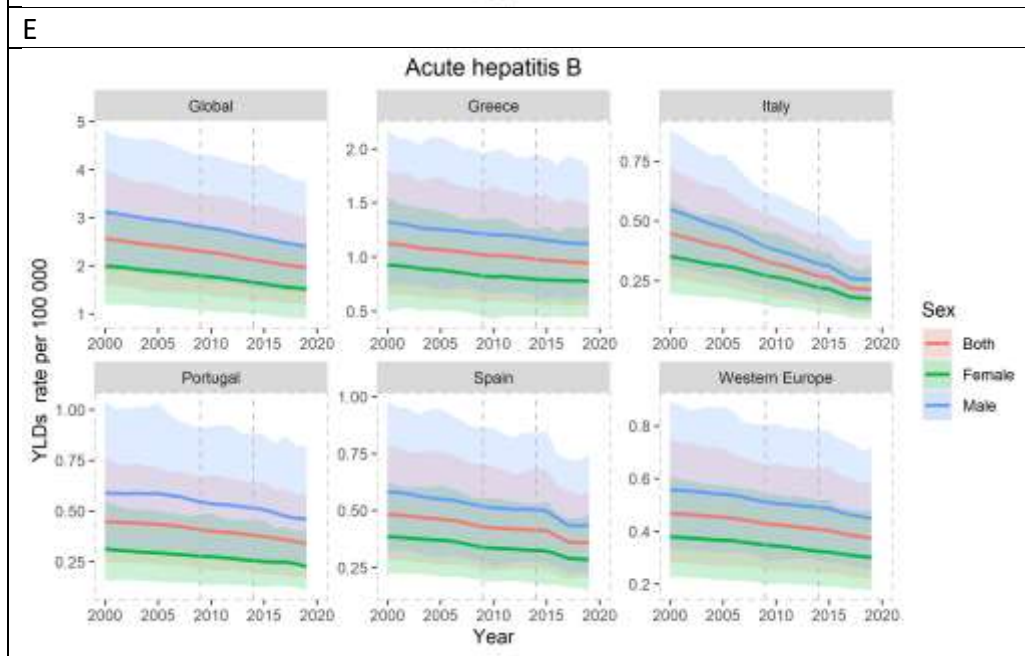 E
Acute hepatitis B
Global Greece Italy
5
4
3
2
1
2.0
1.5
1.0
0.5
0.75
0.50
0.25
2000 2005 2010 2015 2020 2000 2005 2010 2015 2020 2000 2005 2010 2015 2020
Portugal Spain Western Europe
1.00
0.75
0.50
0.25
1.00
0.75
0.50
0.25
0.8
0.6
0.4
0.2
2000 2005 2010 2015 2020 2000 2005 2010 2015 2020 2000 2005 2010 2015 2020
YLDs rate per 100 000
Year
Sex
Both
Female
Male